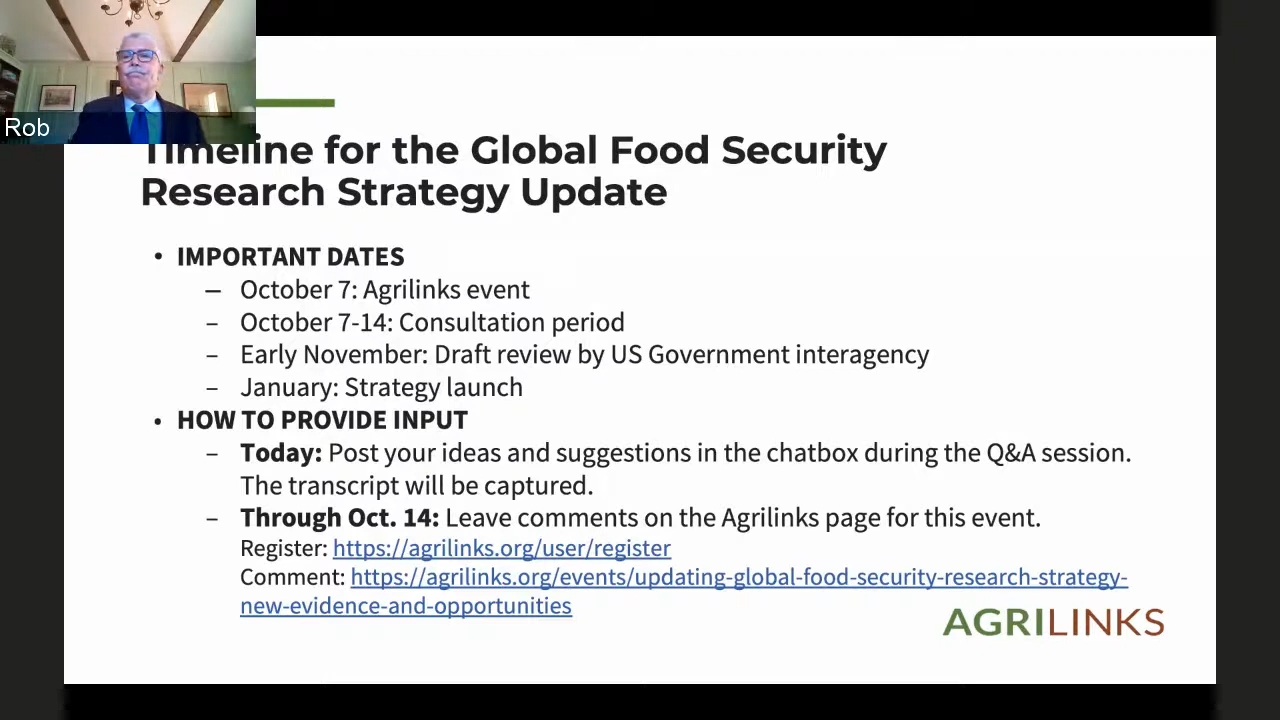 Rob
Timeline for the Global Food Security
Research Strategy Update
• IMPORTANT DATES
– October 7: Agrilinks event
– October 7-14: Consultation period
– Early November: Draft review by US Government interagency
– January: Strategy launch
• HOW TO PROVIDE INPUT
– Today: Post your ideas and suggestions in the chatbox during the Q&A session.
The transcript will be captured.
– Through Oct. 14: Leave comments on the Agrilinks page for this event.
Register: https://agrilinks.org/user/register
Comment: https://agrilinks.org/events/updating-global-food-security-research-strategy-
new-evidence-and-opportunities
AGRILINKS